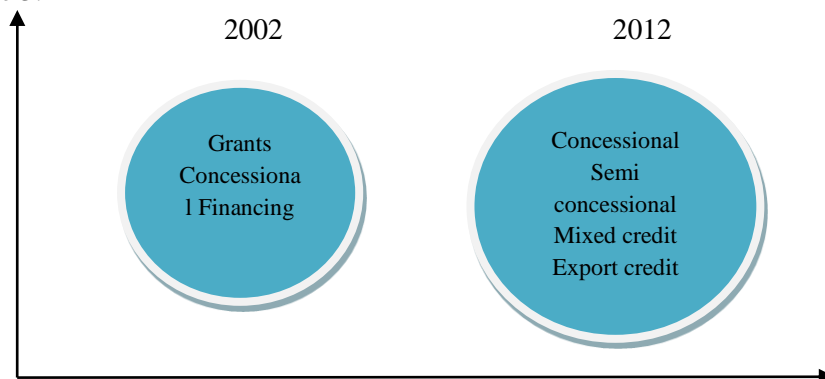 2002
2012
Grants
Concessiona
l Financing
Concessional
Semi
concessional
Mixed credit
Export credit